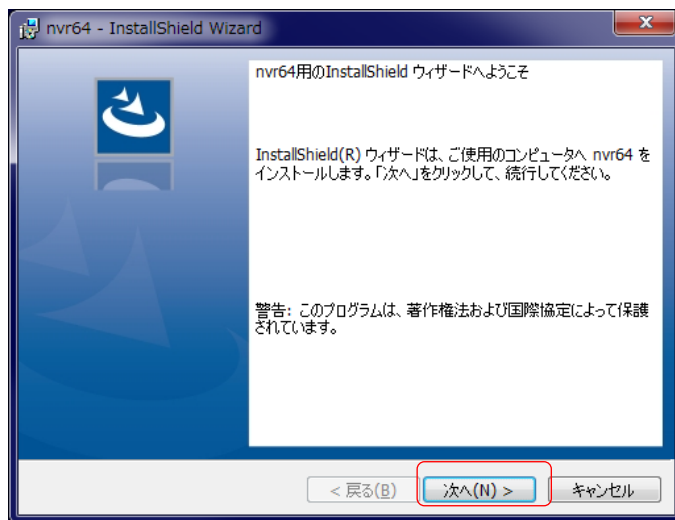 nvr64 - InstallShield Wizard
nvr64用のInstallShield ウィザードへようこそ
InstallShield(R) ウィザードは、ご使用のコンピュータへ nvr64 を
インストールします。「次へ」をクリックして、続行してください。
警告: このプログラムは、著作権法および国際協定によって保護
されています。
< 戻る(B)
次へ(N) >
キャンセル